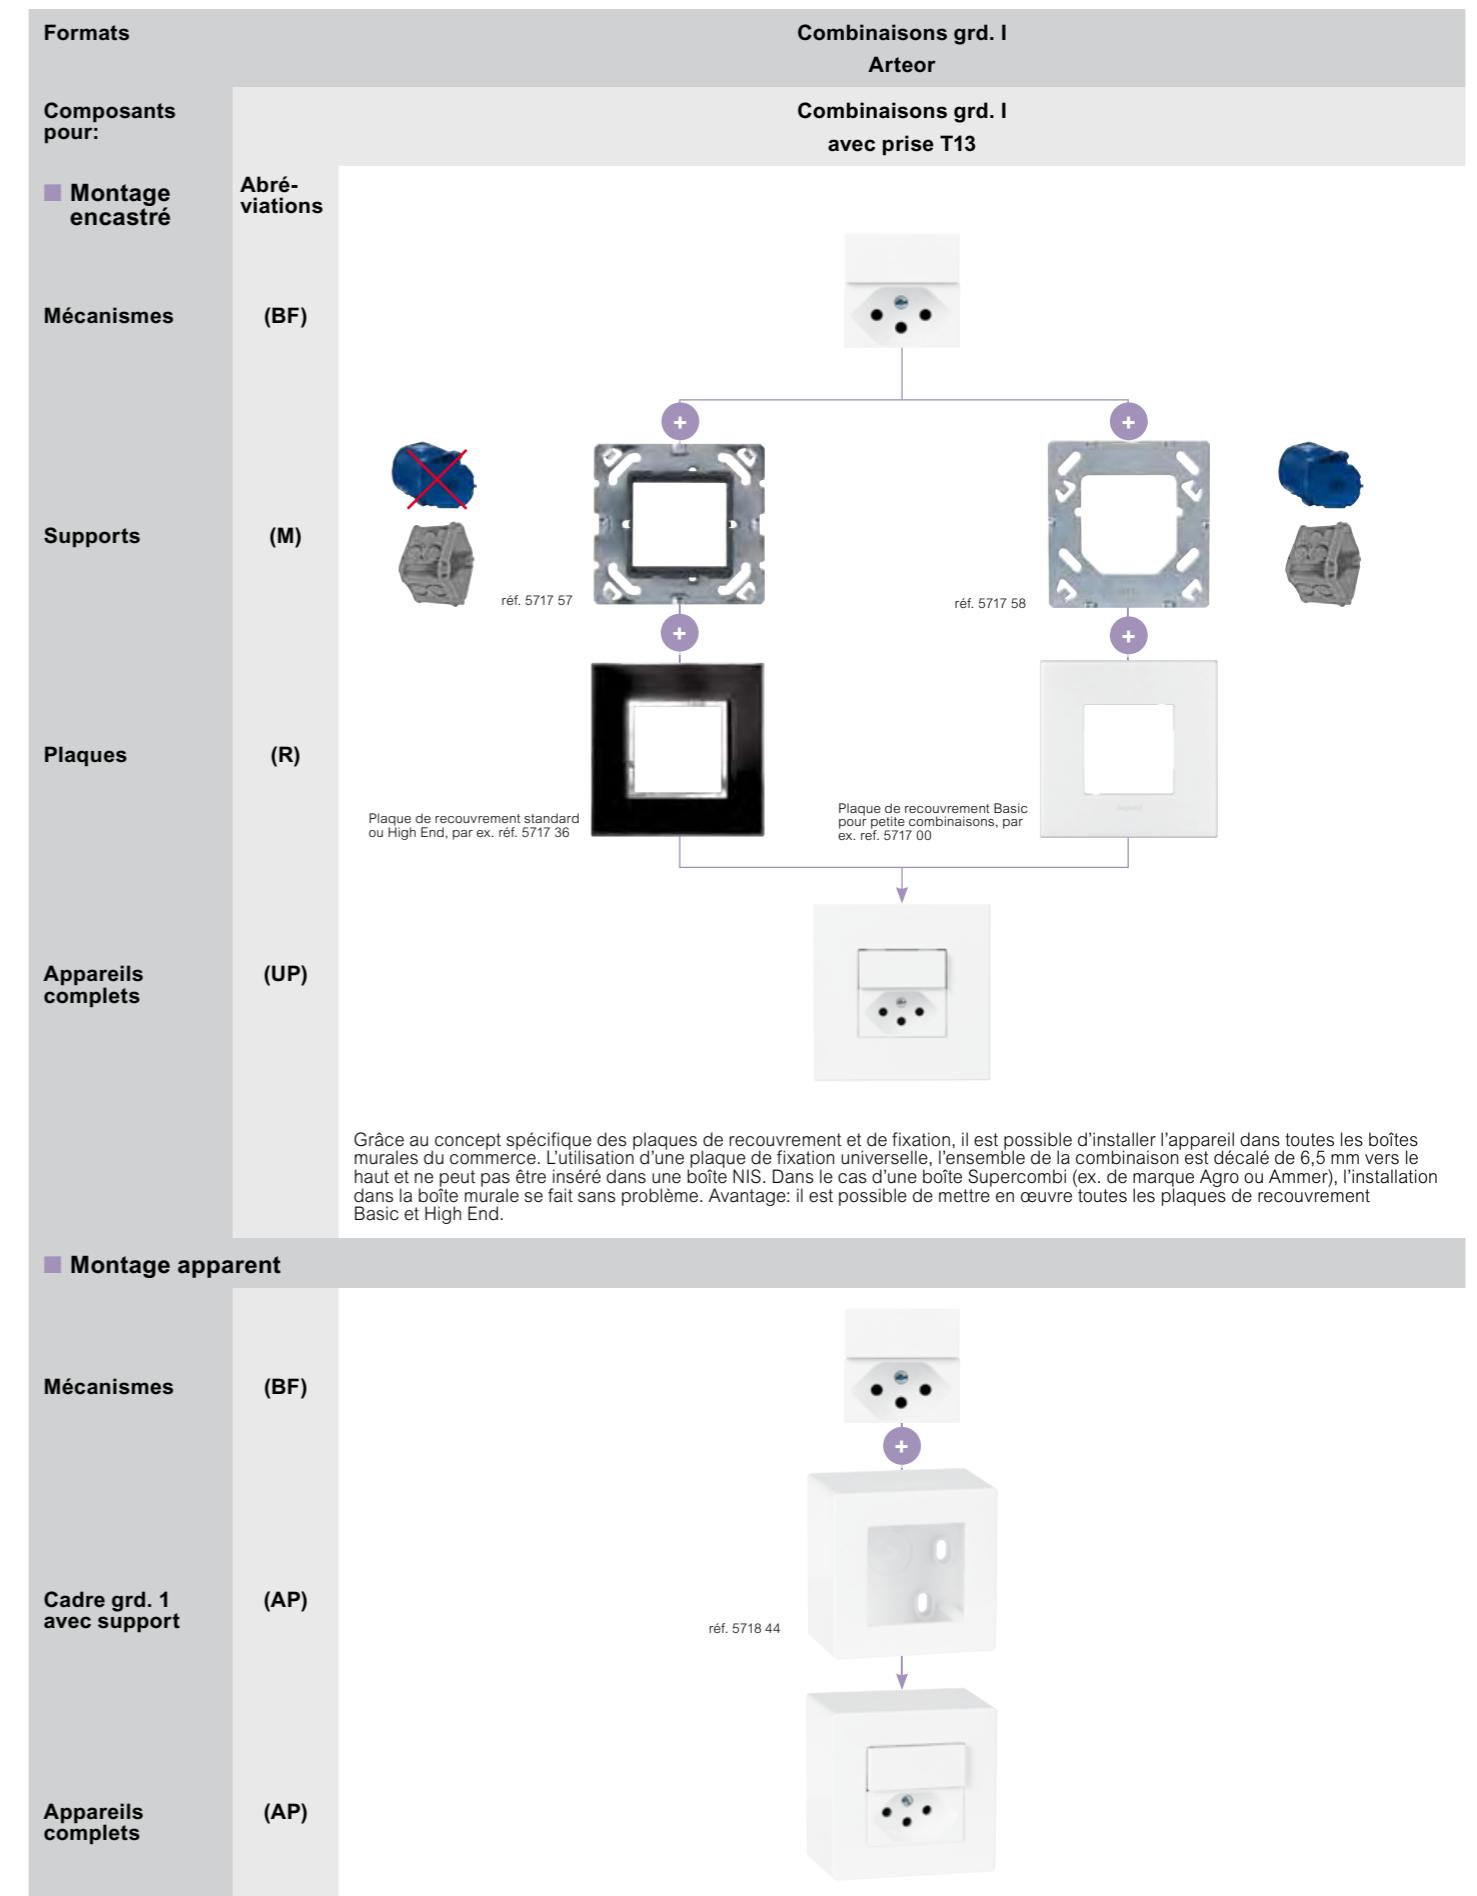 Formats
Combinaisons grd. I
Arteor
Composants
pour:
Combinaisons grd. I
avec prise T13
Montage
encastré
Abré-
viations
Mécanismes
(BF)
+
+
Supports
(M)
réf. 5717 57
réf. 5717 58
+
+
Plaques
(R)
Plaque de recouvrement standard
ou High End, par ex. réf. 5717 36
Plaque de recouvrement Basic
pour petite combinaisons, par
ex. ref. 5717 00
legrand
Appareils
complets
(UP)
Grâce au concept spécifique des plaques de recouvrement et de fixation, il est possible d’installer l’appareil dans toutes les boîtes
murales du commerce. L’utilisation d’une plaque de fixation universelle, l’ensemble de la combinaison est décalé de 6,5 mm vers le
haut et ne peut pas être inséré dans une boîte NIS. Dans le cas d’une boîte Supercombi (ex. de marque Agro ou Ammer), l’installation
dans la boîte murale se fait sans problème. Avantage: il est possible de mettre en œuvre toutes les plaques de recouvrement
Basic et High End.
Montage apparent
Mécanismes
(BF)
+
Cadre grd. 1
avec support
(AP)
réf. 5718 44
Appareils
complets
(AP)